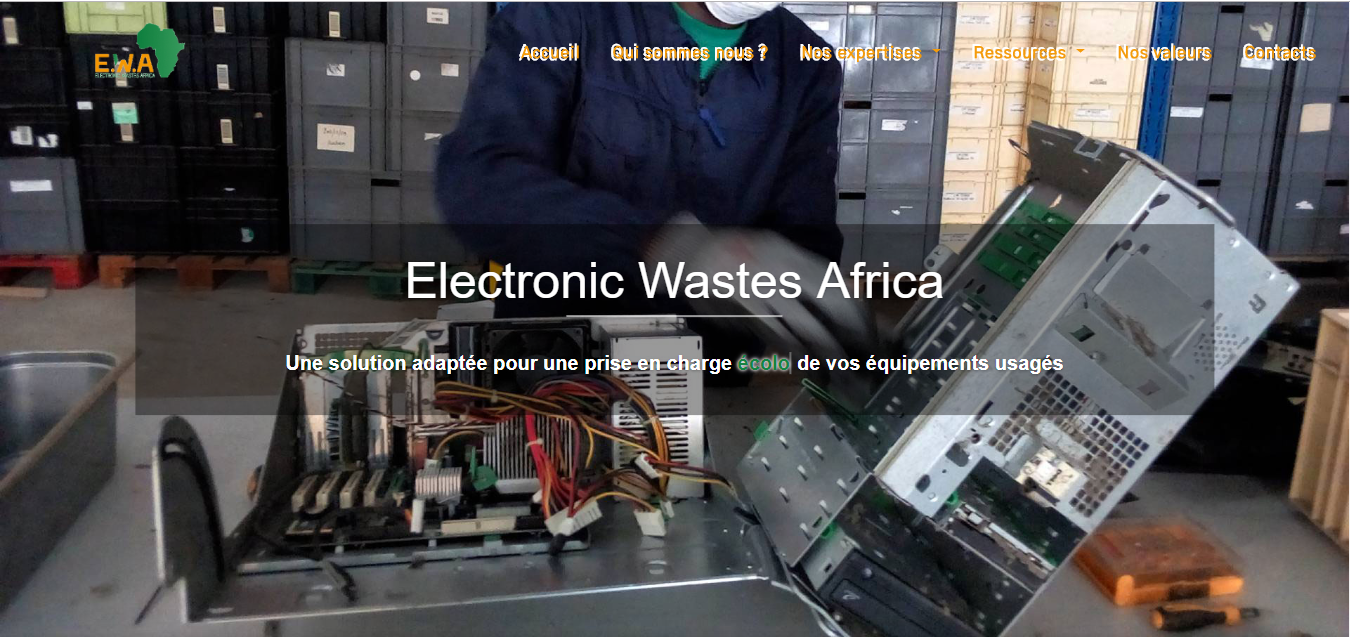 E.W.A
ELECTRONIC WASTES AFRICA
Accueil Qui sommes nous ? Nos expertises Ressources Nos valeurs Contacts
Electronic Wastes Africa
Une solution adaptée pour une prise en charge écolo de vos équipements usagés